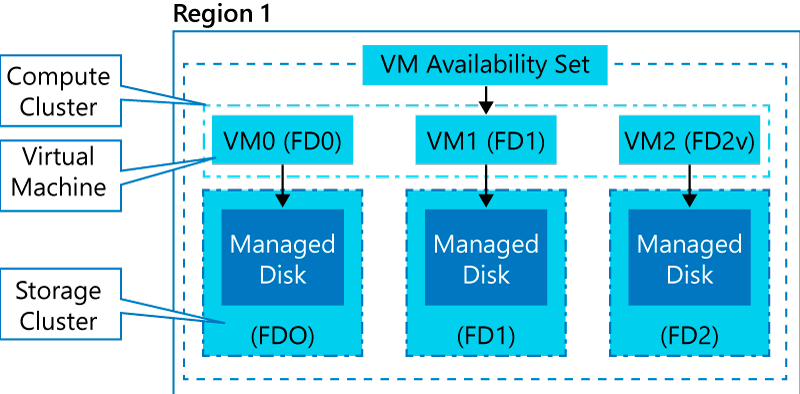 Region 1
VM Availability Set
Compute
Cluster
VM0 (FD0)
VM1 (FD1)
VM2 (FD2v)
Virtual
Machine
Managed
Disk
(FDO)
Managed
Disk
(FD1)
Managed
Disk
(FD2)
Storage
Cluster